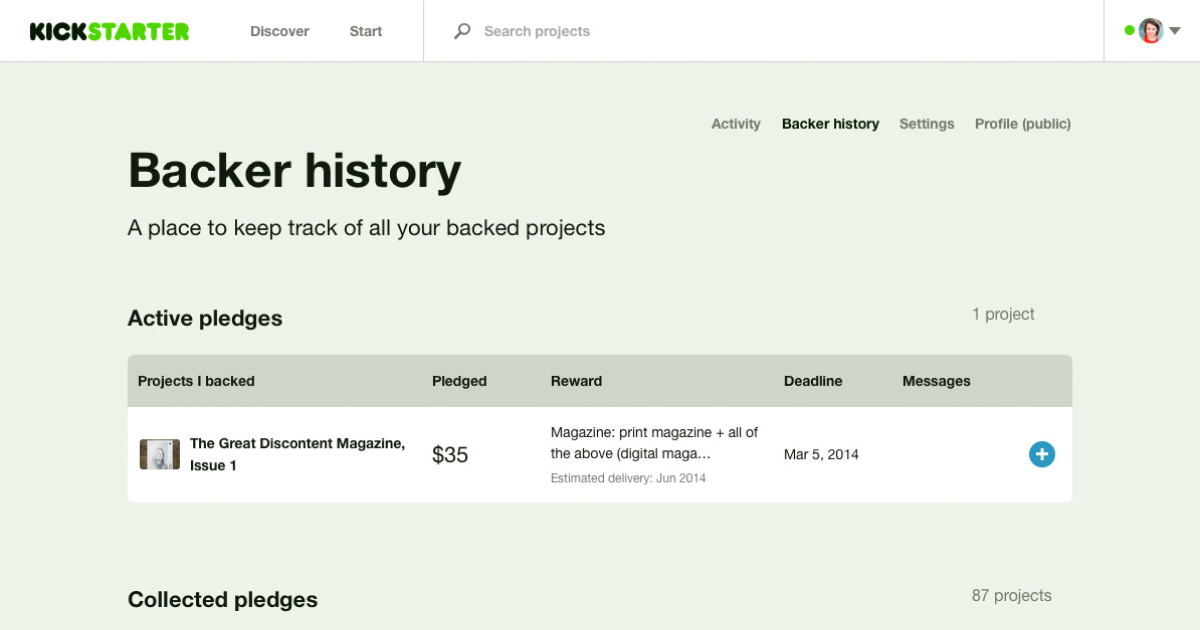 KICKSTARTER Discover Start Search projects
Activity Backer history Settings Profile (public)
Backer history
A place to keep track of all your backed projects
Active pledges 1 project
Projects I backed Pledged Reward Deadline Messages
The Great Discontent Magazine,
Issue 1
$35
Magazine: print magazine + all of
the above (digital maga...
Estimated delivery: Jun 2014
Mar 5, 2014
Collected pledges 87 projects